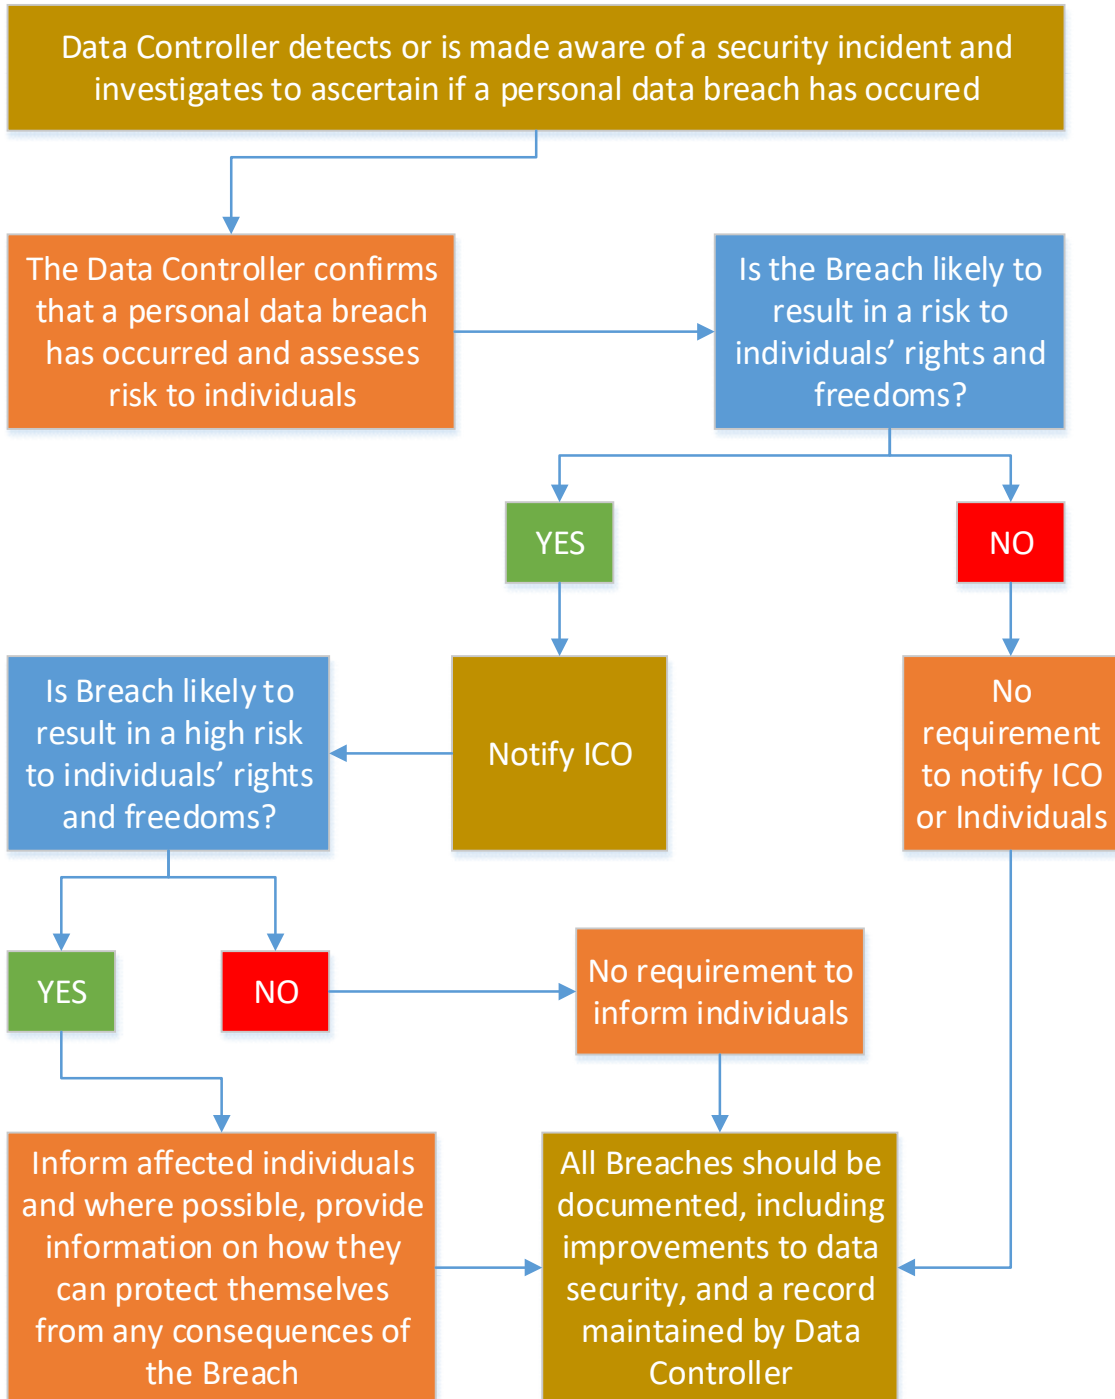 Data Controller detects or is made aware of a security incident and
investigates to ascertain if a personal data breach has occured
The Data Controller confirms
that a personal data breach
has occurred and assesses
risk to individuals
Is the Breach likely to
result in a risk to
individuals’ rights and
freedoms?
YES
NO
Is Breach likely to
result in a high risk
to individuals’ rights
and freedoms?
Notify ICO
No
requirement
to notify ICO
or Individuals
YES
NO
No requirement to
inform individuals
Inform affected individuals
and where possible, provide
information on how they
can protect themselves
from any consequences of
the Breach
All Breaches should be
documented, including
improvements to data
security, and a record
maintained by Data
Controller